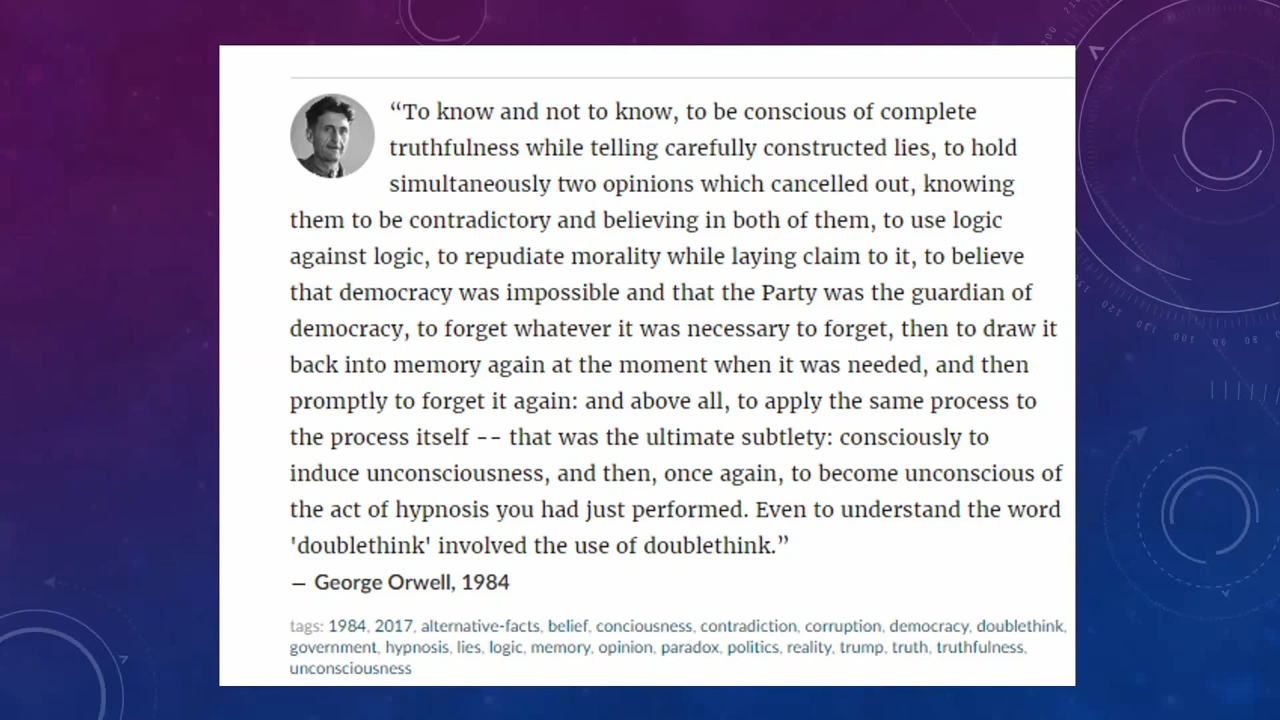 “To know and not to know, to be conscious of complete
truthfulness while telling carefully constructed lies, to hold
simultaneously two opinions which cancelled out, knowing
them to be contradictory and believing in both of them, to use logic
against logic, to repudiate morality while laying claim to it, to believe
that democracy was impossible and that the Party was the guardian of
democracy, to forget whatever it was necessary to forget, then to draw it
back into memory again at the moment when it was needed, and then
promptly to forget it again: and above all, to apply the same process to
the process itself -- that was the ultimate subtlety: consciously to
induce unconsciousness, and then, once again, to become unconscious of
the act of hypnosis you had just performed. Even to understand the word
'doublethink' involved the use of doublethink.”
― George Orwell, 1984
tags: 1984, 2017, alternative-facts, belief, conciousness, contradiction, corruption, democracy, doublethink,
government, hypnosis, lies, logic, memory, opinion, paradox, politics, reality, trump, truth, truthfulness,
unconsciousness